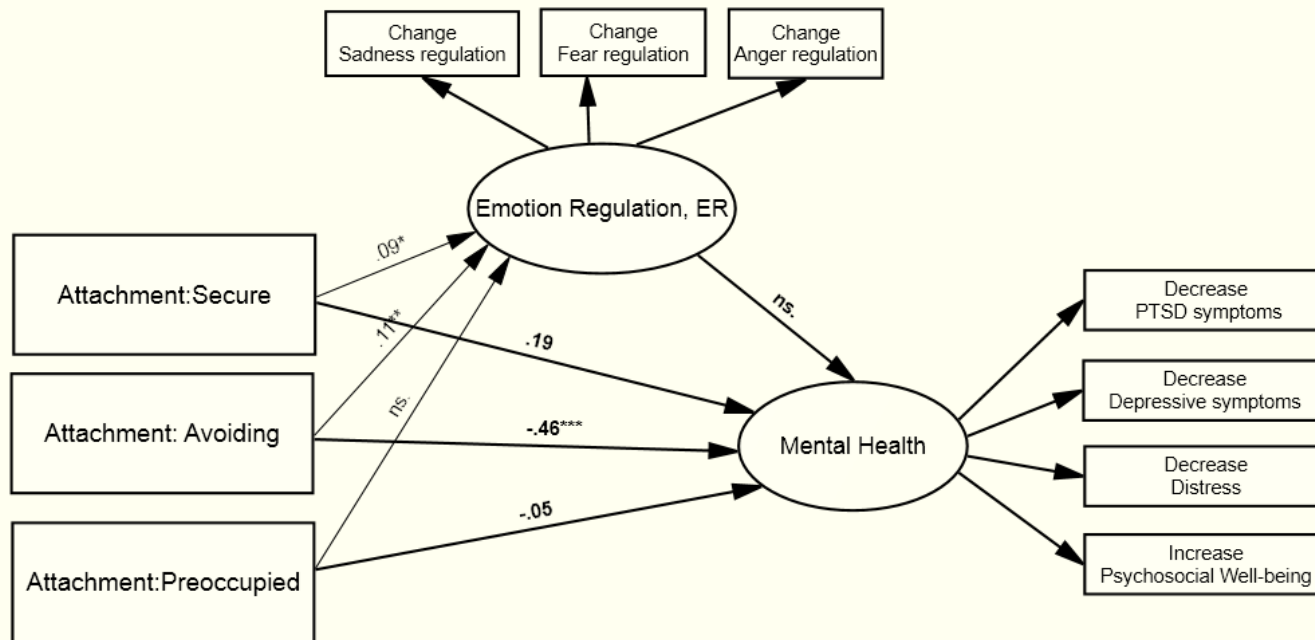 Change
Sadness regulation
Change
Fear regulation
Change
Anger regulation
Emotion Regulation, ER
Attachment:Secure
.09*
.11**
ns.
ns.
.19
Attachment: Avoiding
-.46***
Mental Health
-.05
Attachment:Preoccupied
Decrease
PTSD symptoms
Decrease
Depressive symptoms
Decrease
Distress
Increase
Psychosocial Well-being